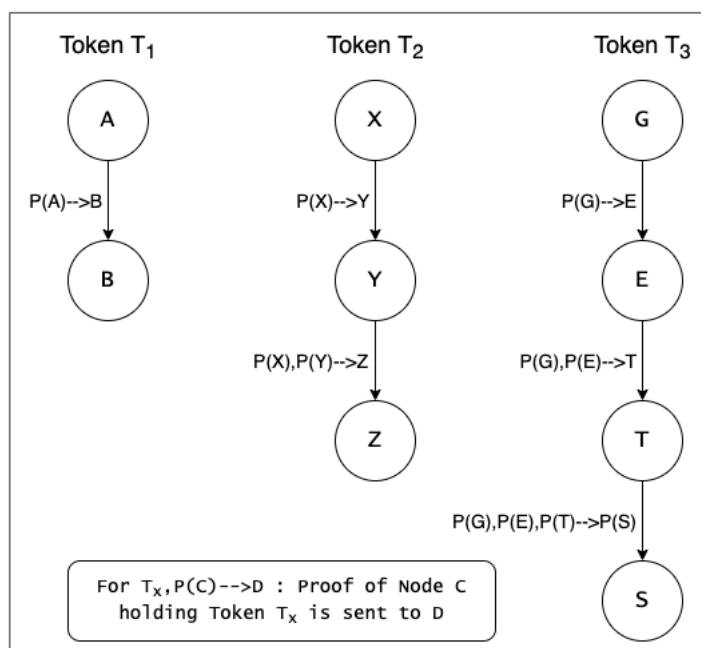 Token T₁ Token T₂ Token T₃
A X G
P(A)-->B P(X)-->Y P(G)-->E
B Y E
P(X),P(Y)-->Z P(G),P(E)-->T
Z T
P(G),P(E),P(T)-->P(S)
For Tₓ,P(C)-->D : Proof of Node C
holding Token Tₓ is sent to D
S